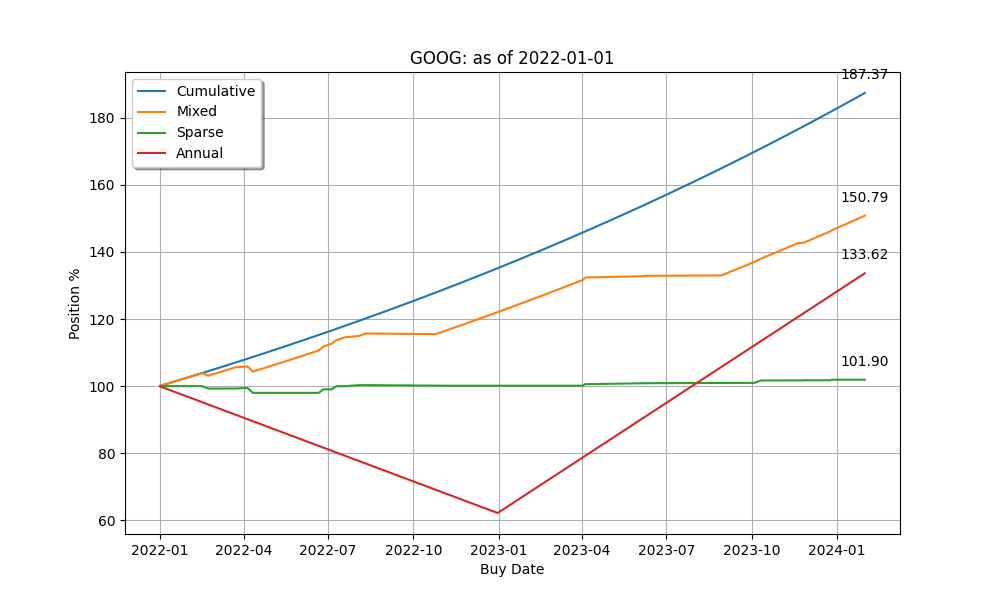 GOOG: as of 2022-01-01
187.37
Cumulative
Mixed
Sparse
Annual
180
160
140
120
100
80
60
150.79
133.62
101.90
Position %
2022-01 2022-04 2022-07 2022-10 2023-01 2023-04 2023-07 2023-10 2024-01
Buy Date